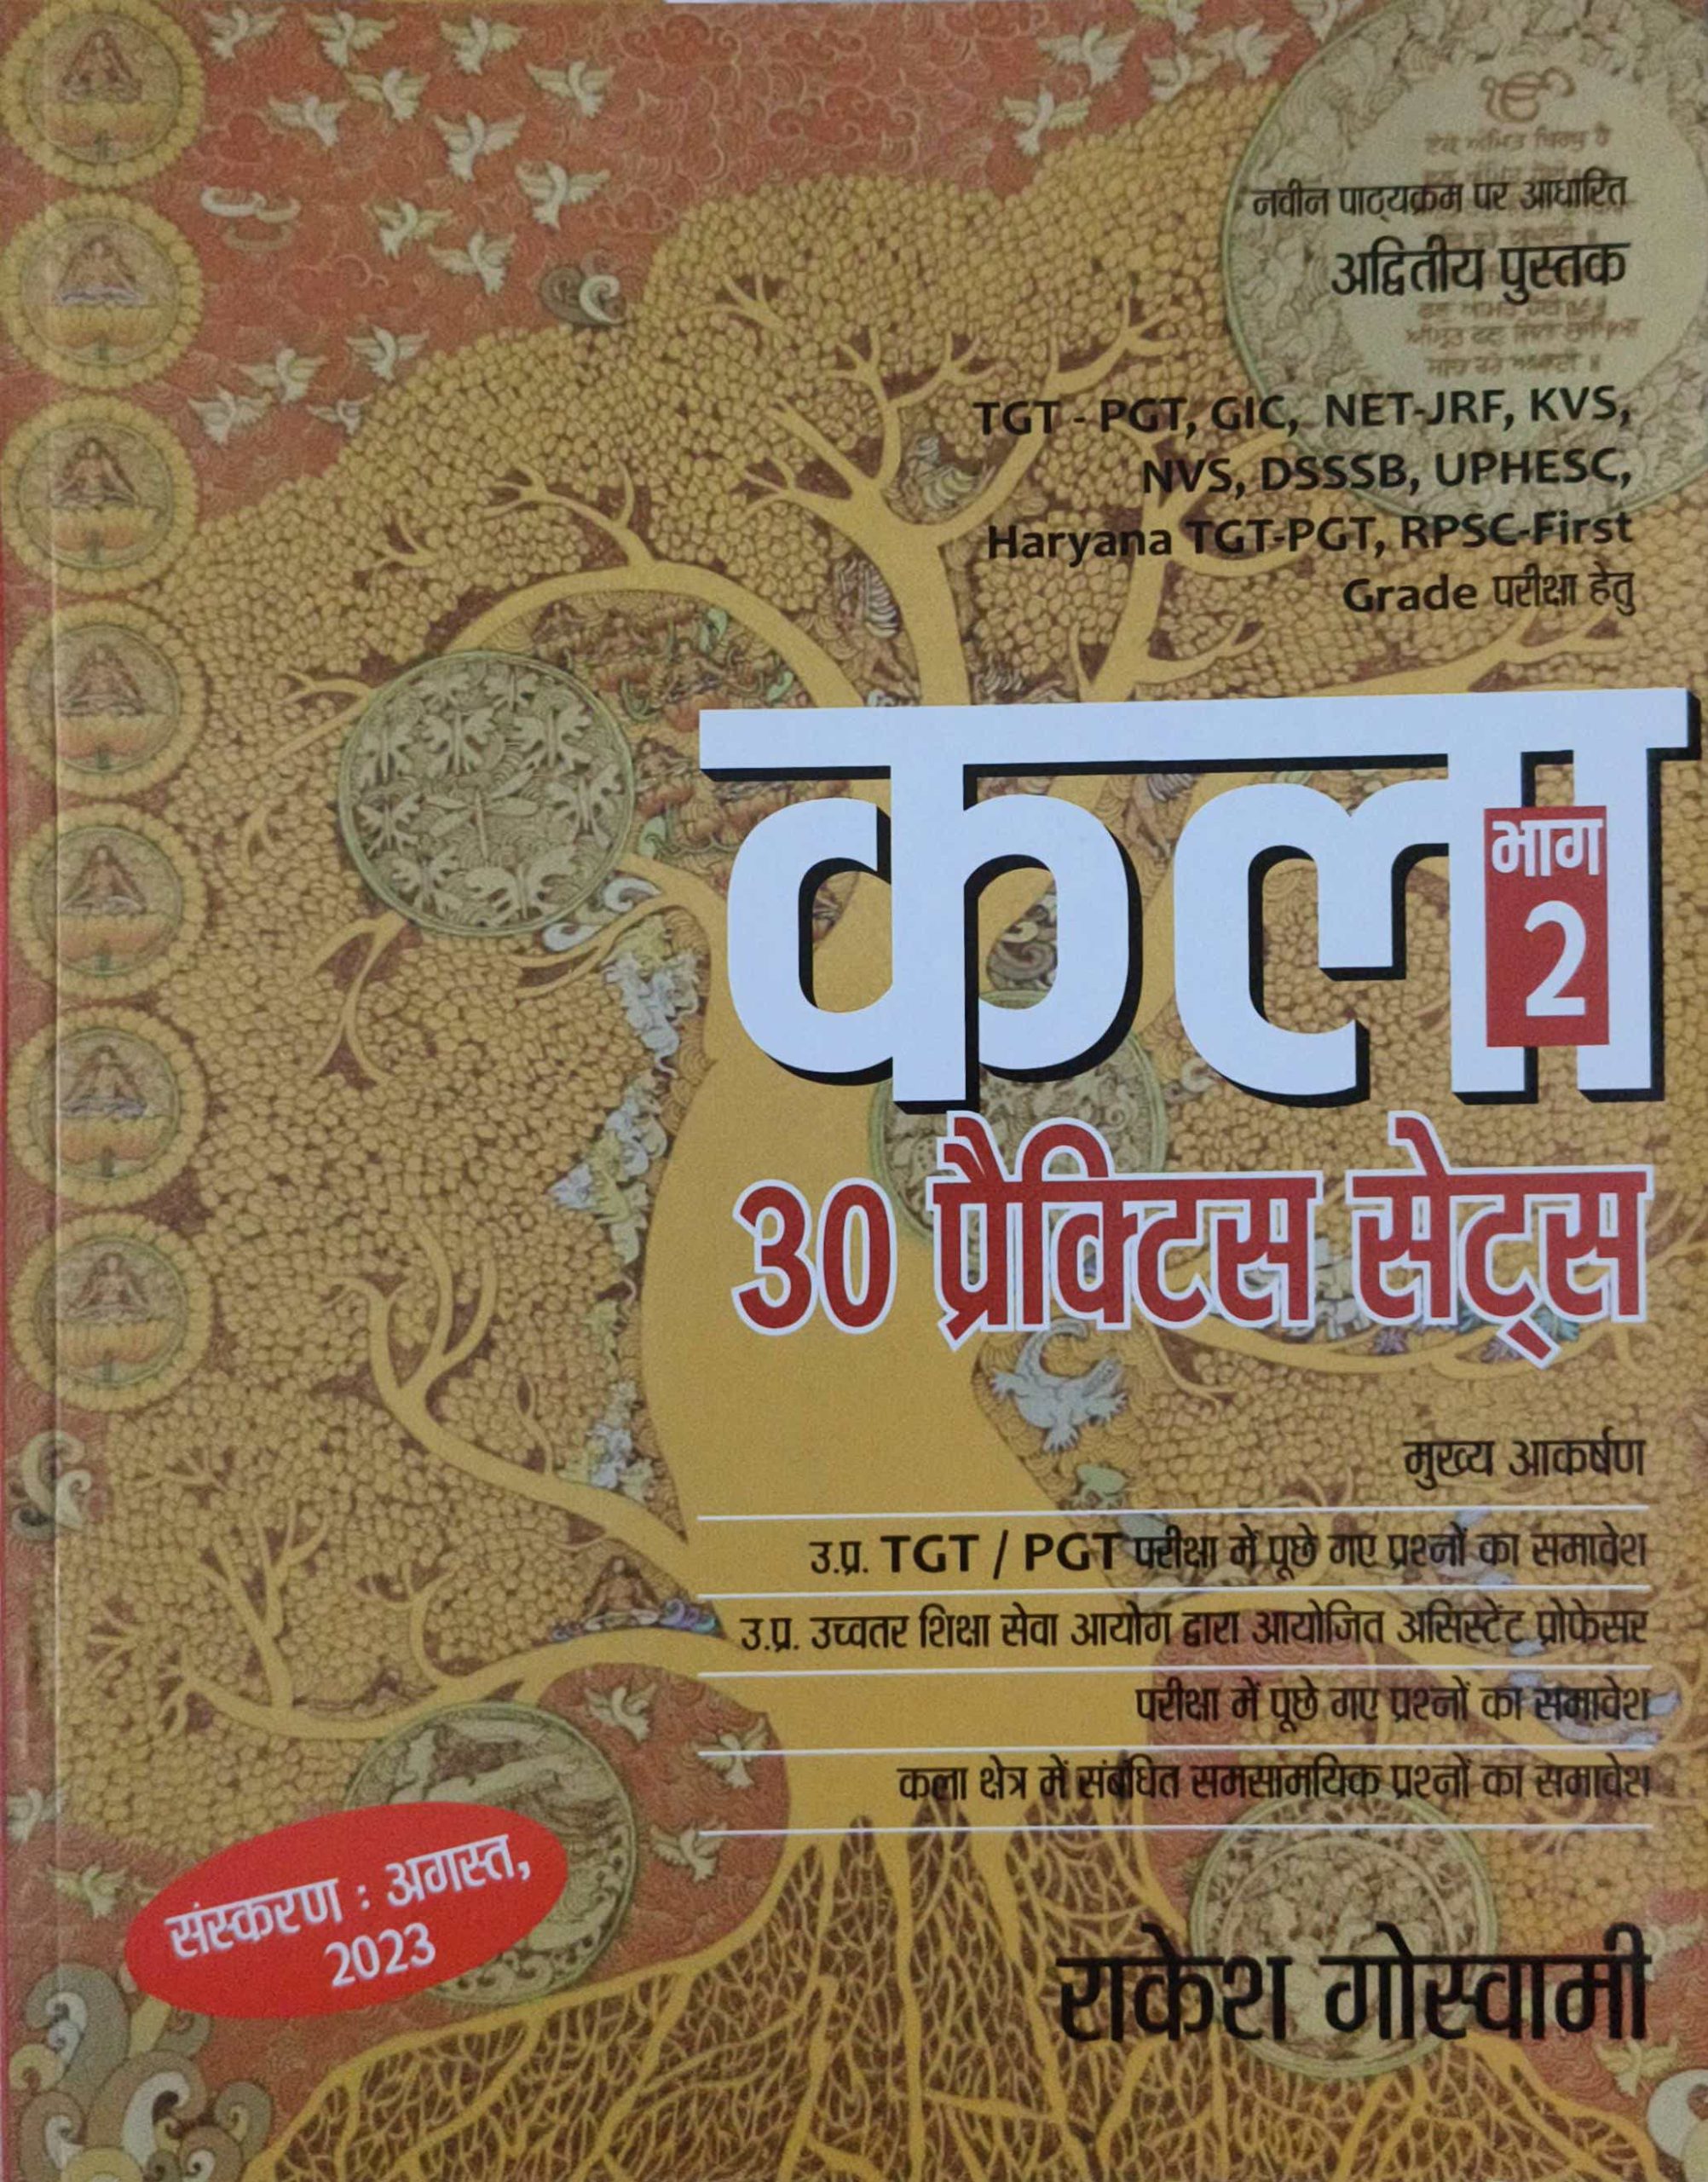 नवीन पाठ्यक्रम पर आधारित
अद्वितीय पुस्तक
TGT - PGT, GIC, NET-JRF, KVS,
NVS, DSSSB, UPHESC,
Haryana TGT-PGT, RPSC-First
Grade परीक्षा हेतु
कला
भाग
2
30 प्रैक्टिस सेट्स
मुख्य आकर्षण
उ.प्र. TGT / PGT परीक्षा में पूछे गए प्रश्नों का समावेश
उ.प्र. उच्चतर शिक्षा सेवा आयोग द्वारा आयोजित असिस्टेंट प्रोफेसर
परीक्षा में पूछे गए प्रश्नों का समावेश
कला क्षेत्र में संबंधित समसामयिक प्रश्नों का समावेश
संस्करण : अगस्त,
2023
राकेश गोस्वामी